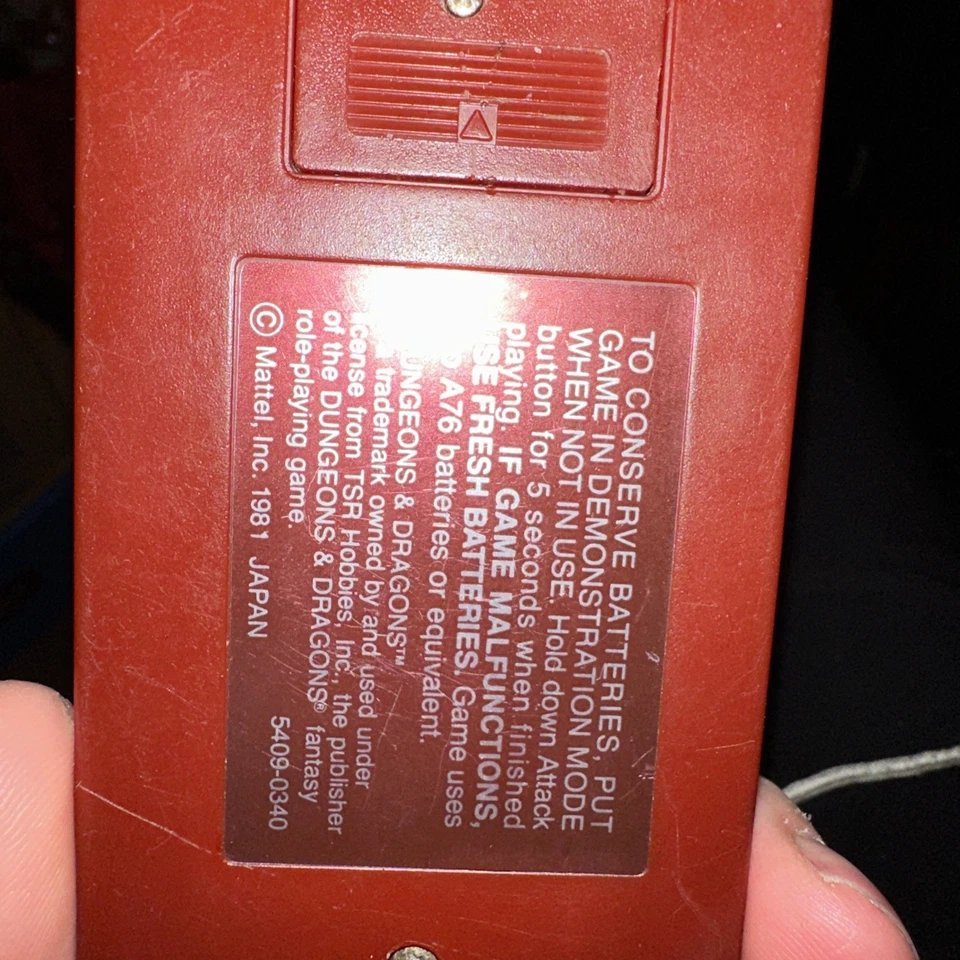 TO CONSERVE BATTERIES, PUT
GAME IN DEMONSTRATION MODE
WHEN NOT IN USE. Hold down Attack
button for 5 seconds when finished
playing. IF GAME MALFUNCTIONS,
USE FRESH BATTERIES. Game uses
A76 batteries or equivalent.
DUNGEONS & DRAGONS™
trademark owned by and used under
license from TSR Hobbies, Inc., the publisher
of the DUNGEONS & DRAGONS® fantasy
role-playing game.
© Mattel, Inc. 1981 JAPAN 5409-0340